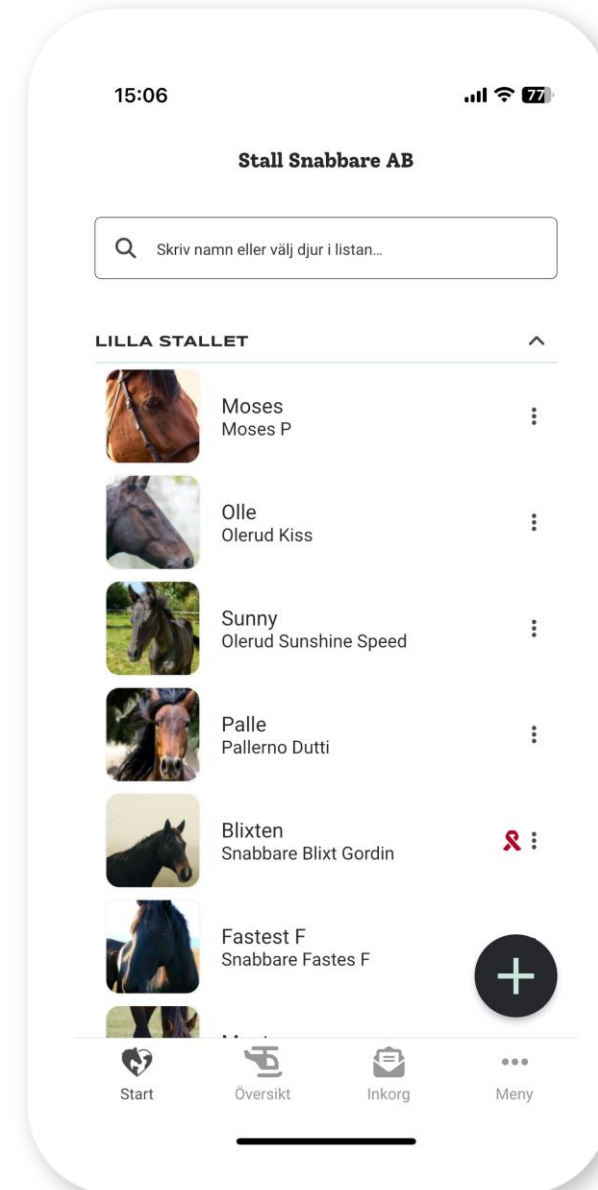 15:06
77
Stall Snabbare AB
Skriv namn eller välj djur i listan...
LILLA STALLET
Moses
Moses P
Olle
Olerud Kiss
Sunny
Olerud Sunshine Speed
Palle
Pallerno Dutti
Blixten
Snabbare Blixt Gordin
Fastest F
Snabbare Fastes F
Start
Översikt
Inkorg
Meny